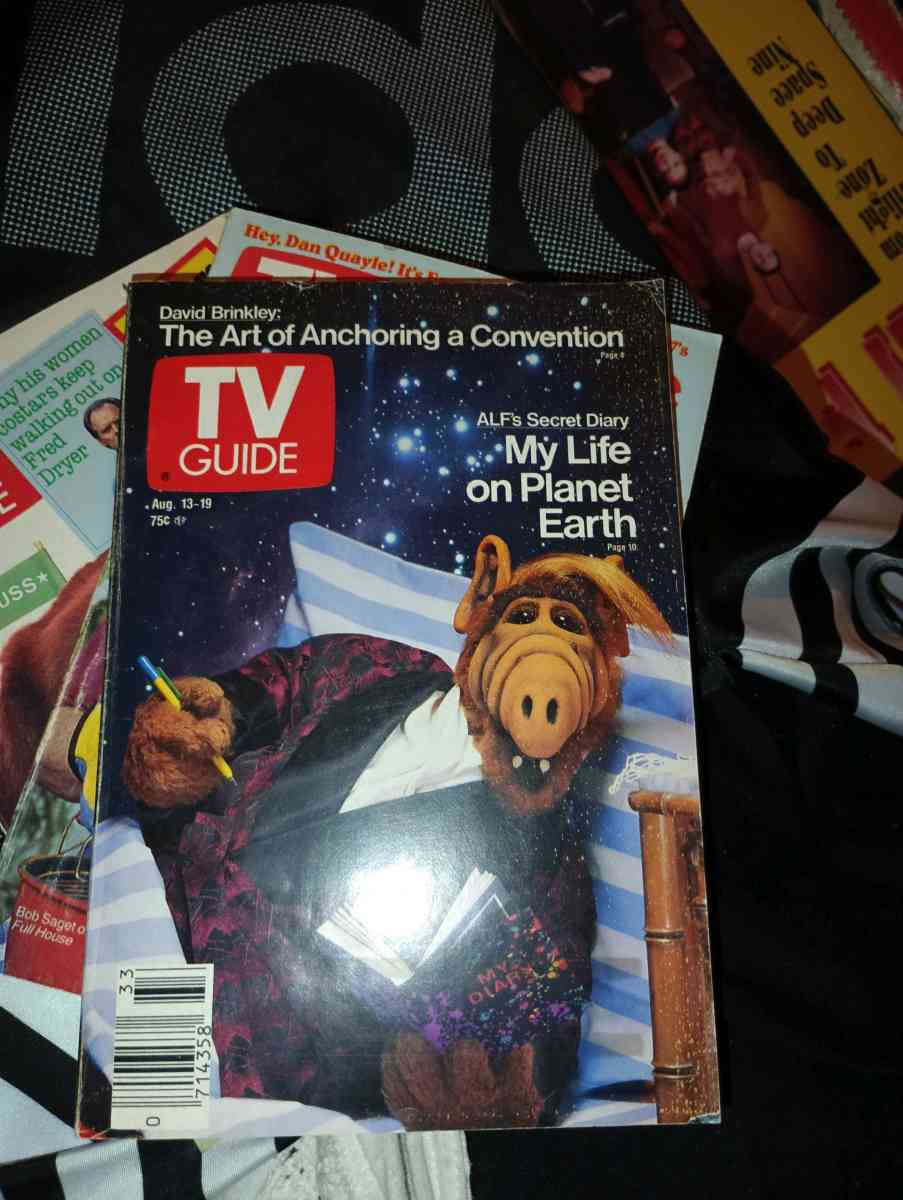 Hey, Dan Quayle! It's
David Brinkley:
The Art of Anchoring a Convention
Page 4
TV
GUIDE
®
Aug. 13-19
75¢
ALF's Secret Diary
My Life
on Planet
Earth
Page 10
MY
DIARY
33
0
714358
his women
costars keep
walking out on
Fred
Dryer
USS★
Bob Saget
Full House
Zone To
Deep
Space
Nine